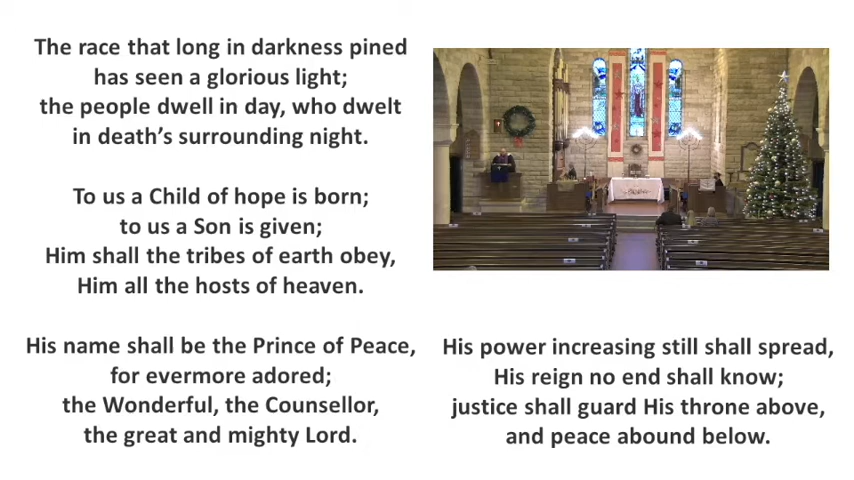 The race that long in darkness pined
has seen a glorious light;
the people dwell in day, who dwelt
in death’s surrounding night.
To us a Child of hope is born;
to us a Son is given;
Him shall the tribes of earth obey,
Him all the hosts of heaven.
His name shall be the Prince of Peace,
for evermore adored;
the Wonderful, the Counsellor,
the great and mighty Lord.
His power increasing still shall spread,
His reign no end shall know;
justice shall guard His throne above,
and peace abound below.